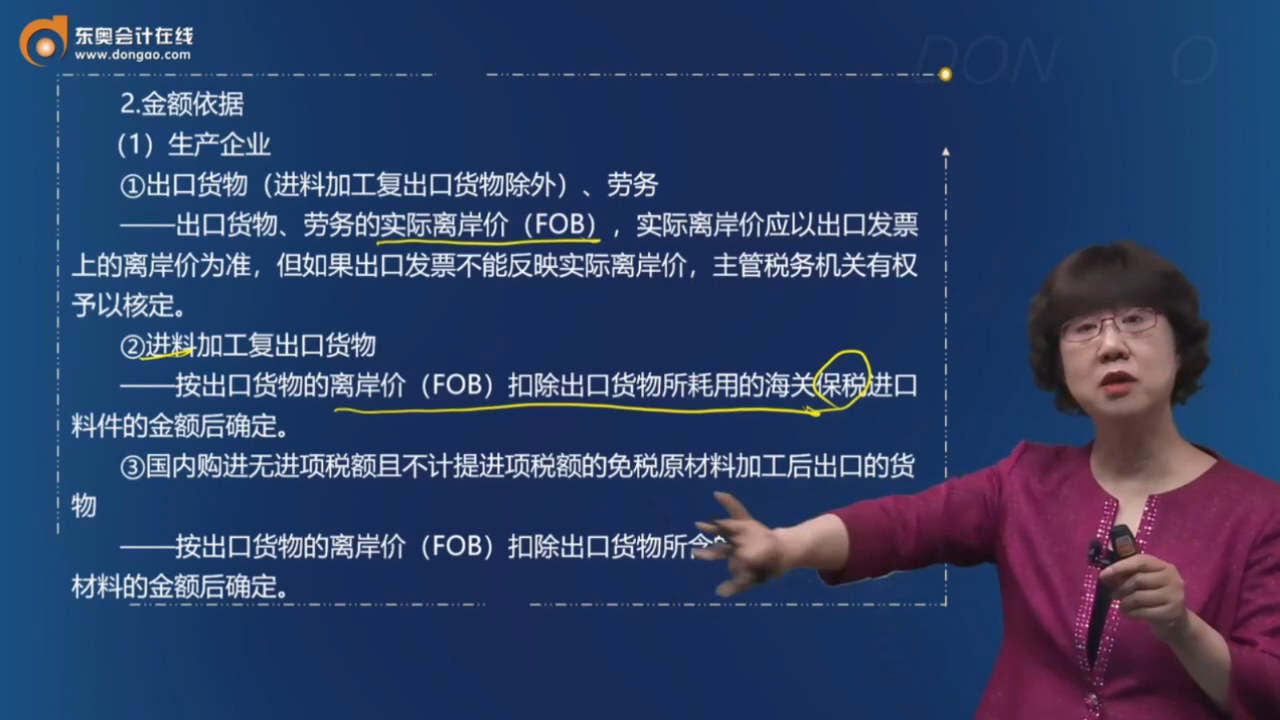 东奥会计在线
www.dongao.com
DON O
2.金额依据
（1）生产企业
①出口货物（进料加工复出口货物除外）、劳务
——出口货物、劳务的实际离岸价（FOB），实际离岸价应以出口发票
上的离岸价为准，但如果出口发票不能反映实际离岸价，主管税务机关有权
予以核定。
②进料加工复出口货物
——按出口货物的离岸价（FOB）扣除出口货物所耗用的海关保税进口
料件的金额后确定。
③国内购进无进项税额且不计提进项税额的免税原材料加工后出口的货
物
——按出口货物的离岸价（FOB）扣除出口货物所含
材料的金额后确定。